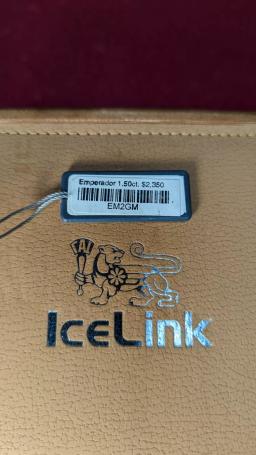 Emperador 1.50ct. $2,350
EM2GM
ICELINK